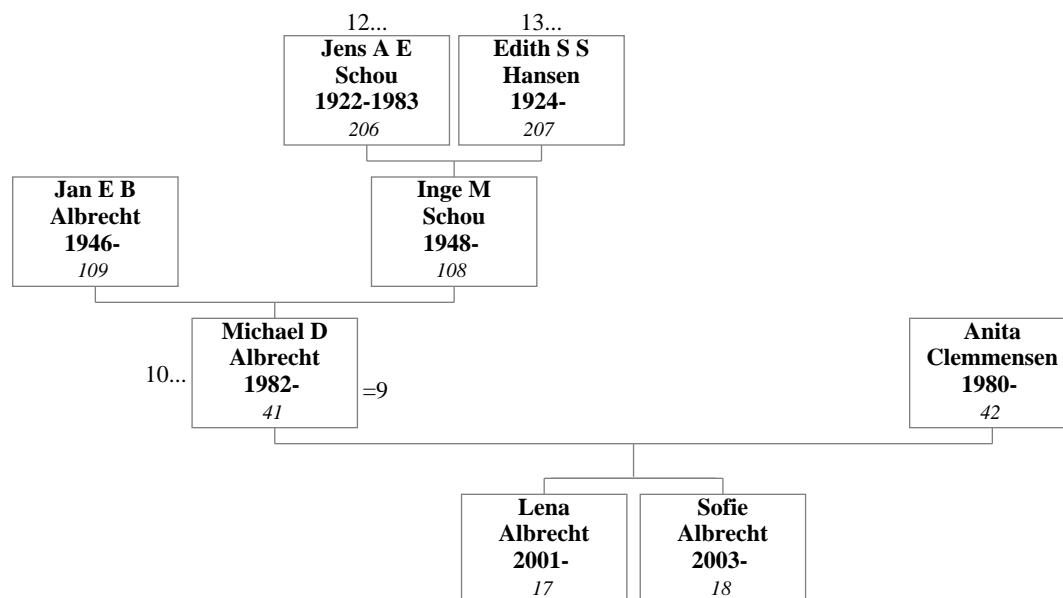 12...
13...
Jens A E
Schou
1922-1983
206
Edith S S
Hansen
1924-
207
Jan E B
Albrecht
1946-
109
Inge M
Schou
1948-
108
10...
Michael D
Albrecht
1982-
41
=9
Anita
Clemmensen
1980-
42
Lena
Albrecht
2001-
17
Sofie
Albrecht
2003-
18